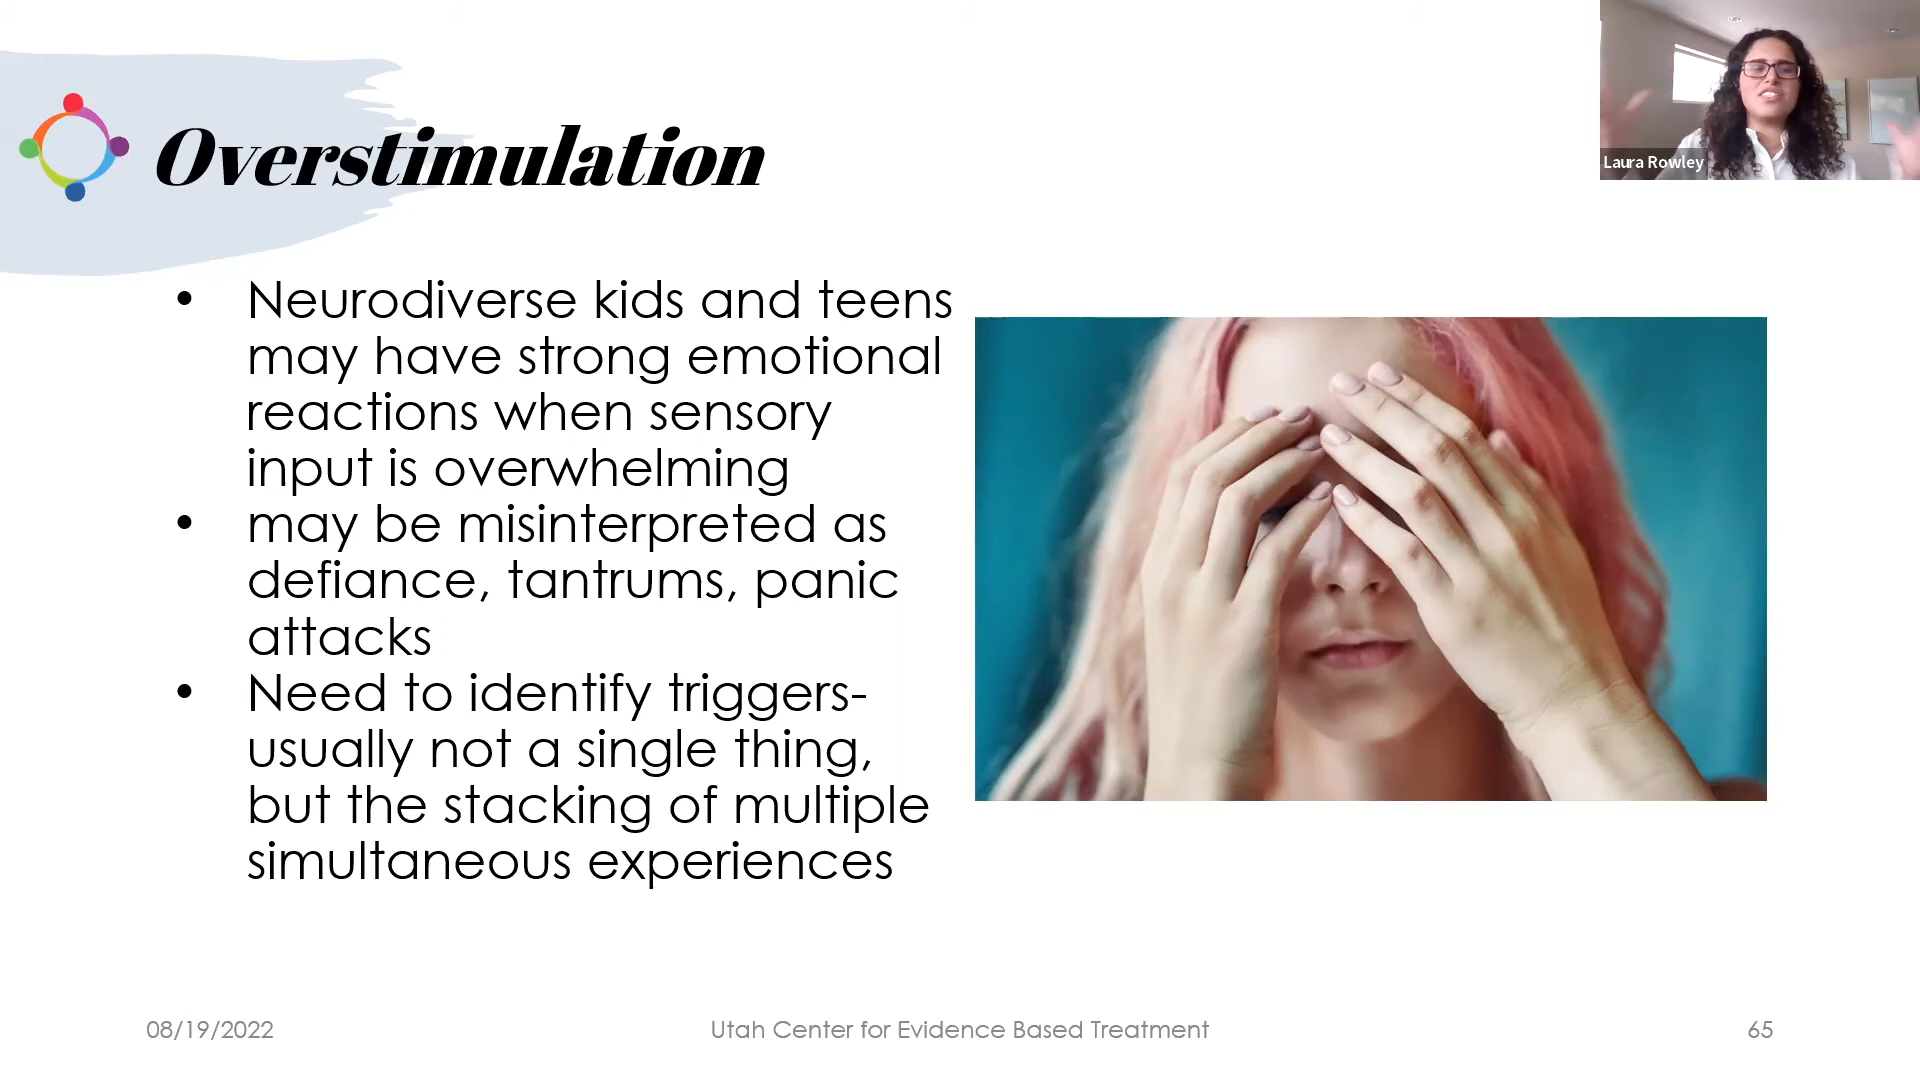 Laura Rowley
Overstimulation
• Neurodiverse kids and teens
may have strong emotional
reactions when sensory
input is overwhelming
• may be misinterpreted as
defiance, tantrums, panic
attacks
• Need to identify triggers-
usually not a single thing,
but the stacking of multiple
simultaneous experiences
08/19/2022
Utah Center for Evidence Based Treatment
65